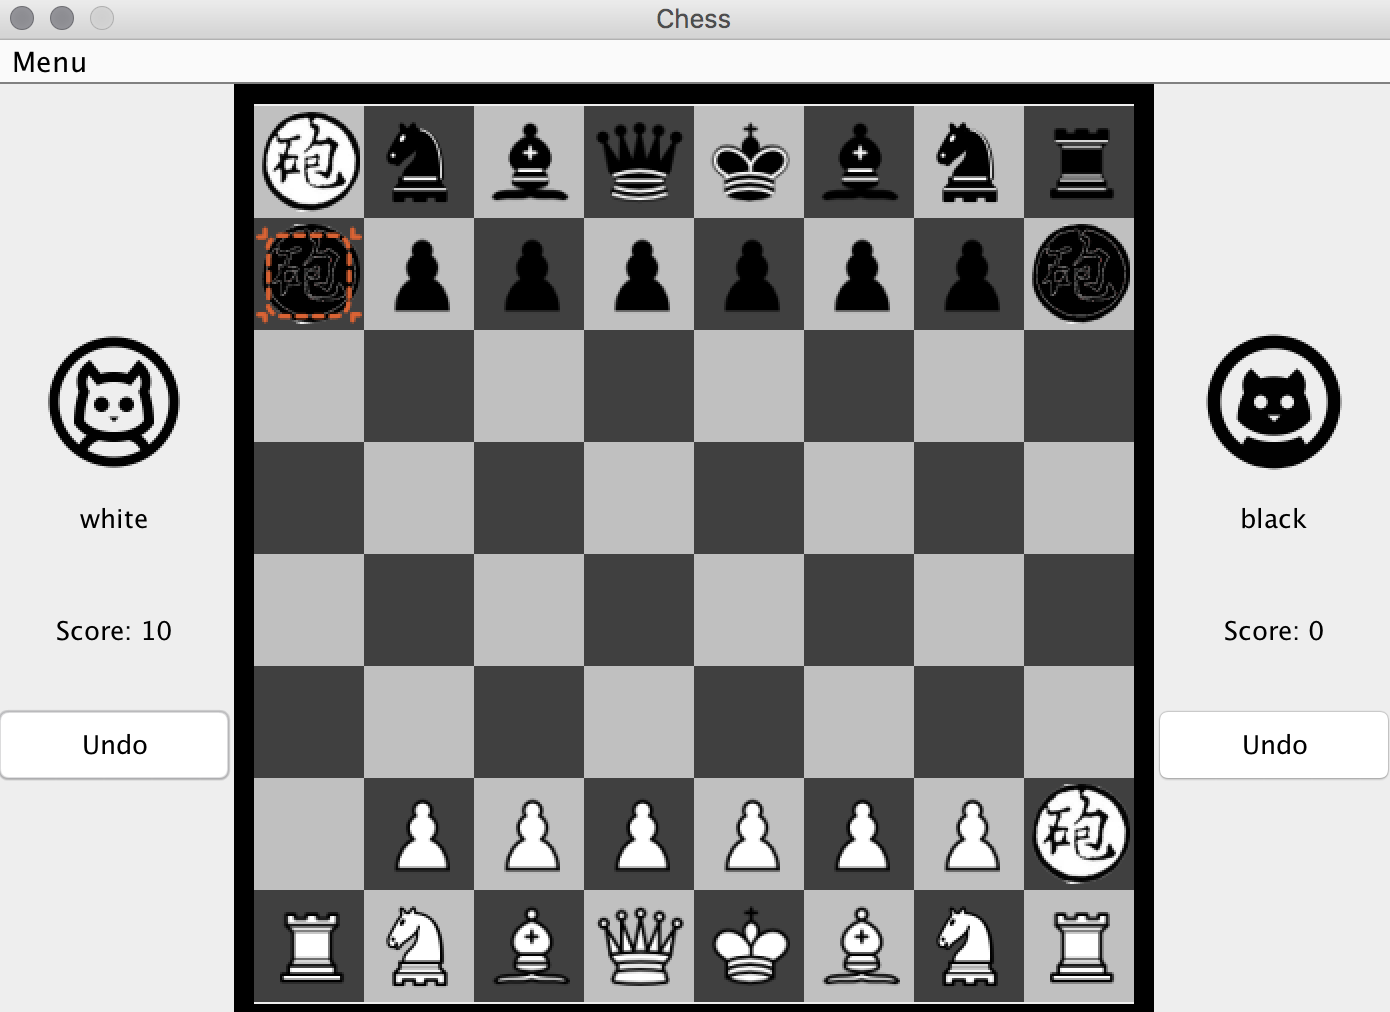 Chess
Menu
砲
砲
砲
white
black
Score: 10
Score: 0
Undo
Undo
砲